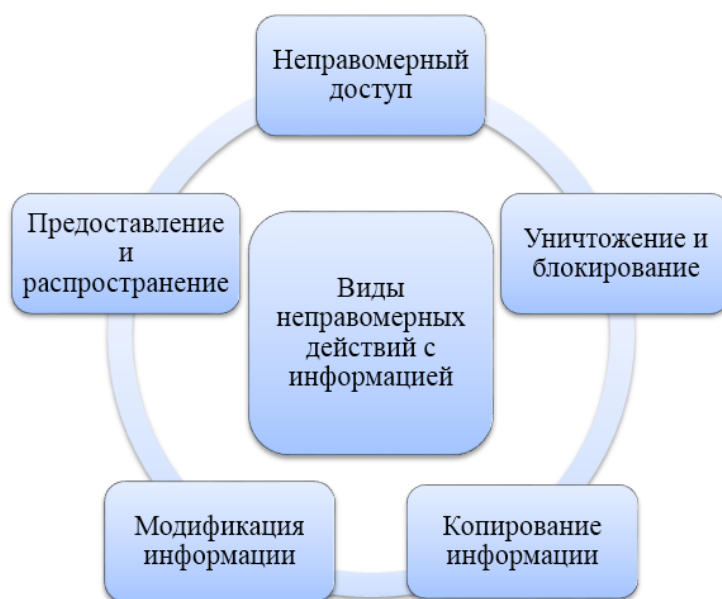 Неправомерный
доступ
Предоставление
и
распространение
Уничтожение и
блокирование
Виды
неправомерных
действий с
информацией
Модификация
информации
Копирование
информации